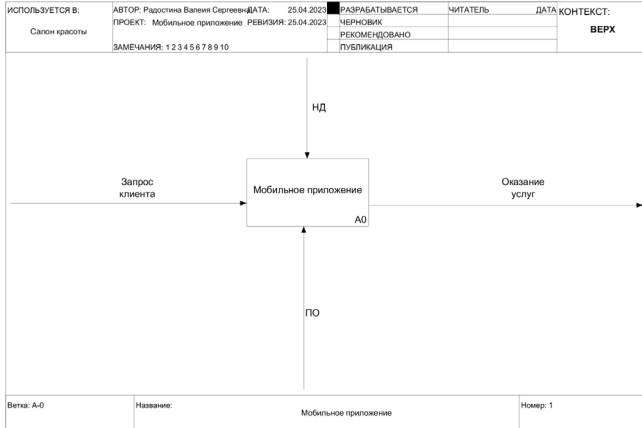 ИСПОЛЬЗУЕТСЯ В:
Салон красоты
АВТОР: Радостина Валеия Сергеевна
ДАТА: 25.04.2023
ПРОЕКТ: Мобильное приложение
РЕВИЗИЯ: 25.04.2023
ЗАМЕЧАНИЯ: 1 2 3 4 5 6 7 8 9 10
РАЗРАБАТЫВАЕТСЯ
ЧЕРНОВИК
РЕКОМЕНДОВАНО
ПУБЛИКАЦИЯ
ЧИТАТЕЛЬ
ДАТА
КОНТЕКСТ:
ВЕРХ
НД
Запрос
клиента
Мобильное приложение
A0
Оказание
услуг
ПО
Ветка: A-0
Название:
Мобильное приложение
Номер: 1